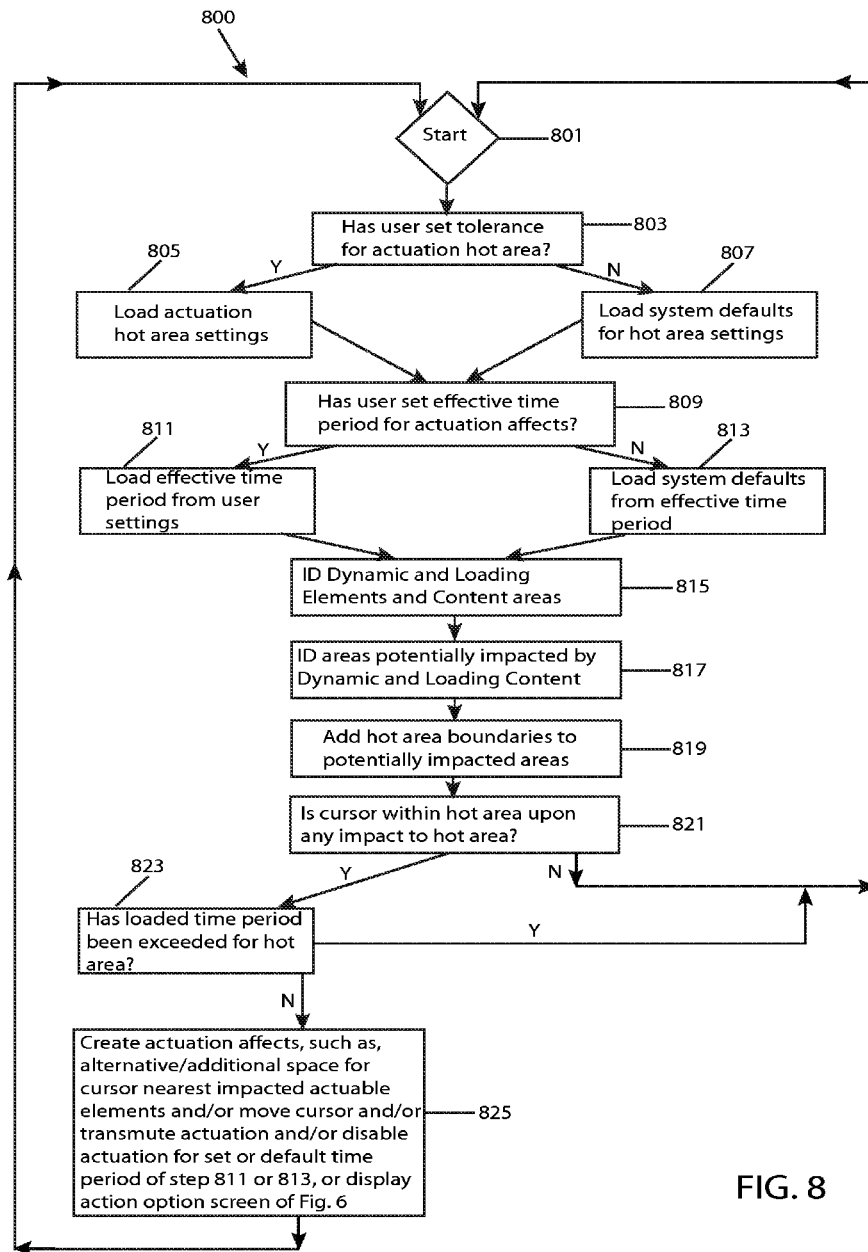 800
Start
801
Has user set tolerance
for actuation hot area?
803
805
Y
N
807
Load actuation
hot area settings
Load system defaults
for hot area settings
Has user set effective time
period for actuation affects?
809
811
Y
N
813
Load effective time
period from user
settings
Load system defaults
from effective time
period
ID Dynamic and Loading
Elements and Content areas
815
ID areas potentially impacted by
Dynamic and Loading Content
817
Add hot area boundaries to
potentially impacted areas
819
Is cursor within hot area upon
any impact to hot area?
821
823
Y
N
Has loaded time period
been exceeded for hot
area?
Y
N
Create actuation affects, such as,
alternative/additional space for
cursor nearest impacted actuable
elements and/or move cursor and/or
transmute actuation and/or disable
actuation for set or default time
period of step 811 or 813, or display
action option screen of Fig. 6
825
FIG. 8